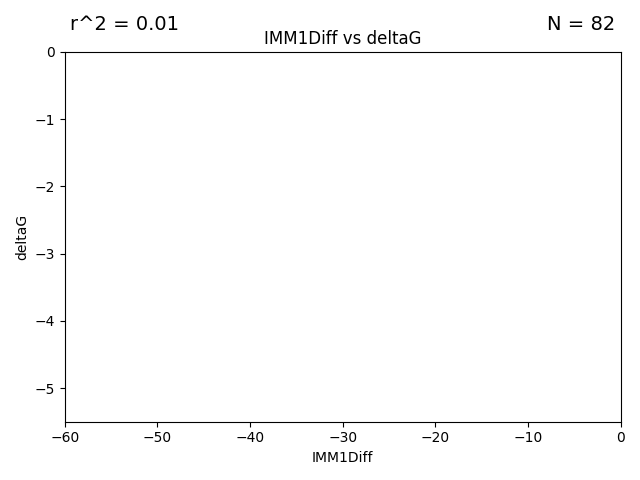 r^2 = 0.01 N = 82
IMM1Diff vs deltaG
0
−1
−2
−3
−4
−5
deltaG
−60 −50 −40 −30 −20 −10 0
IMM1Diff